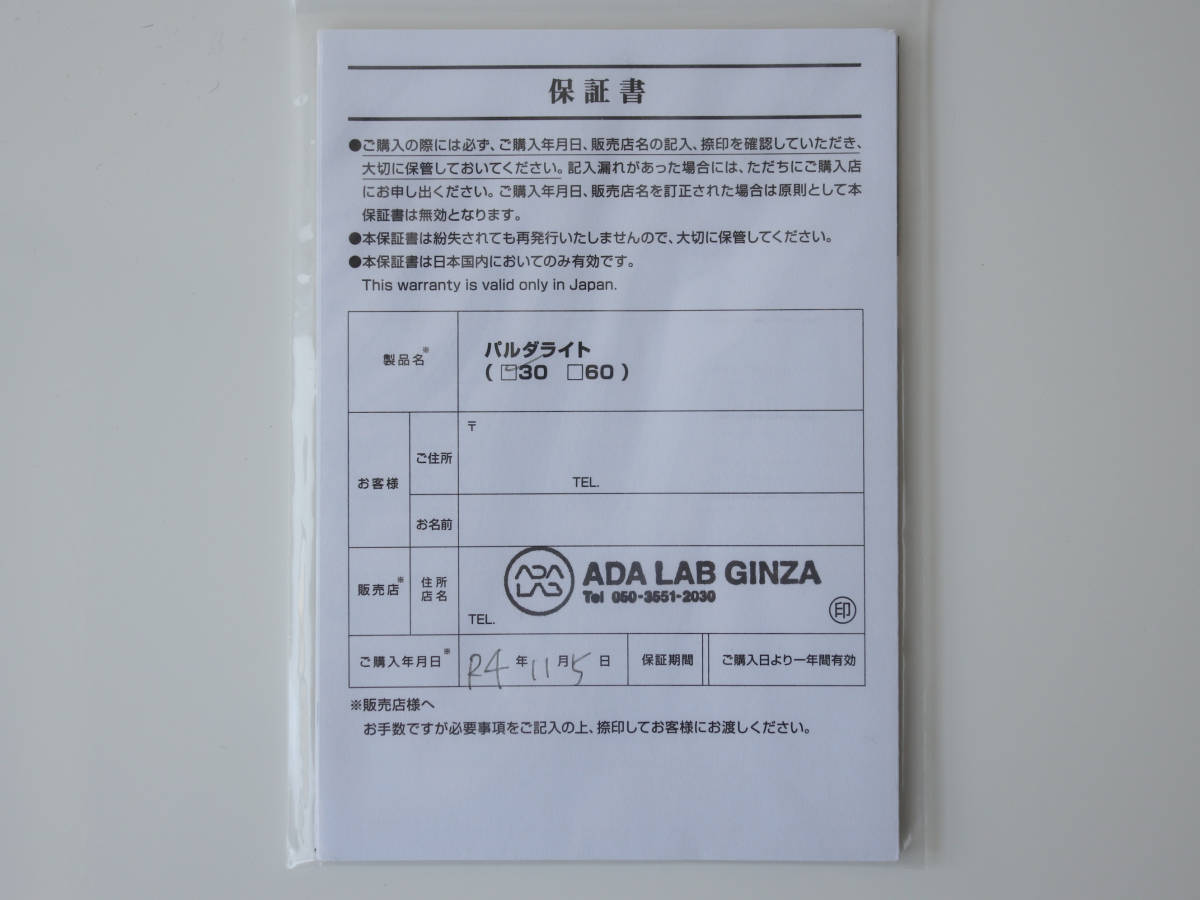 保証書
●ご購入の際には必ず、ご購入年月日、販売店名の記入、捺印を確認していただき、
大切に保管しておいてください。記入漏れがあった場合には、ただちにご購入店
にお申し出ください。ご購入年月日、販売店名を訂正された場合は原則として本
保証書は無効となります。
●本保証書は紛失されても再発行いたしませんので、大切に保管してください。
●本保証書は日本国内においてのみ有効です。
This warranty is valid only in Japan.
製品名※
パルダライト
( ☑30 □60 )
お客様
ご住所
〒
TEL.
お名前
販売店※
住所
店名
ADA LAB
ADA LAB GINZA
Tel 050-3551-2030
TEL.
印
ご購入年月日※
R4年11月5日
保証期間
ご購入日より一年間有効
※販売店様へ
お手数ですが必要事項をご記入の上、捺印してお客様にお渡しください。